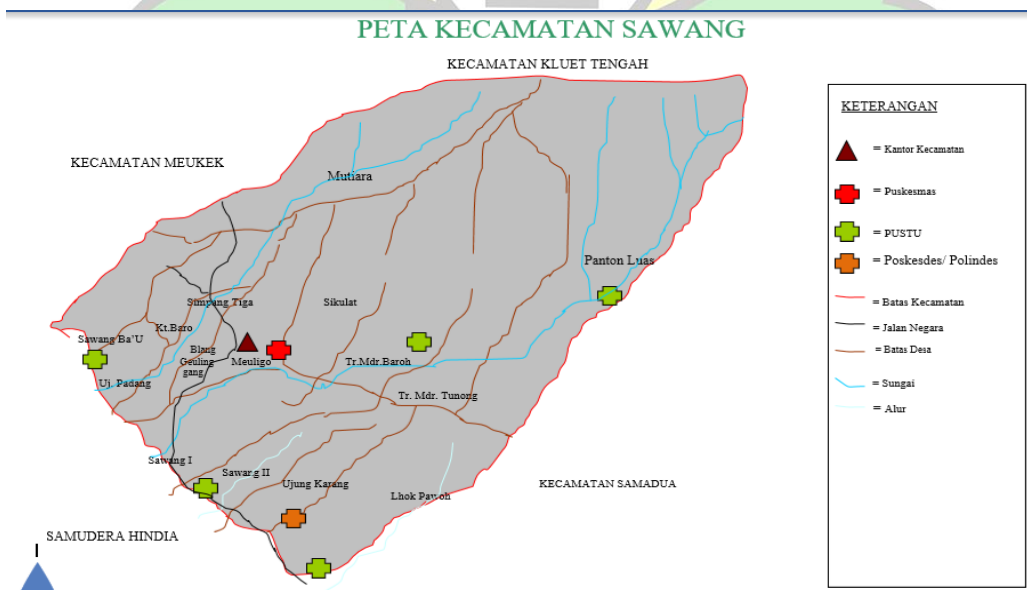 PETA KECAMATAN SAWANG
KECAMATAN KLUET TENGAH
KECAMATAN MEUKEK
Mutiara
Panton Luas
Simpang Tiga
Sikulat
Kt.Baro
Sawang Ba'U
Blang
Geuling
gang
Meuligo
Tr.Mdr.Baroh
Uj. Padang
Tr. Mdr. Tunong
Sawang I
Sawang II
Ujung Karang
Lhok Pawoh
KECAMATAN SAMADUA
SAMUDERA HINDIA
KETERANGAN
= Kantor Kecamatan
= Puskesmas
= PUSTU
= Poskesdes/ Polindes
= Batas Kecamatan
= Jalan Negara
= Batas Desa
= Sungai
= Alur